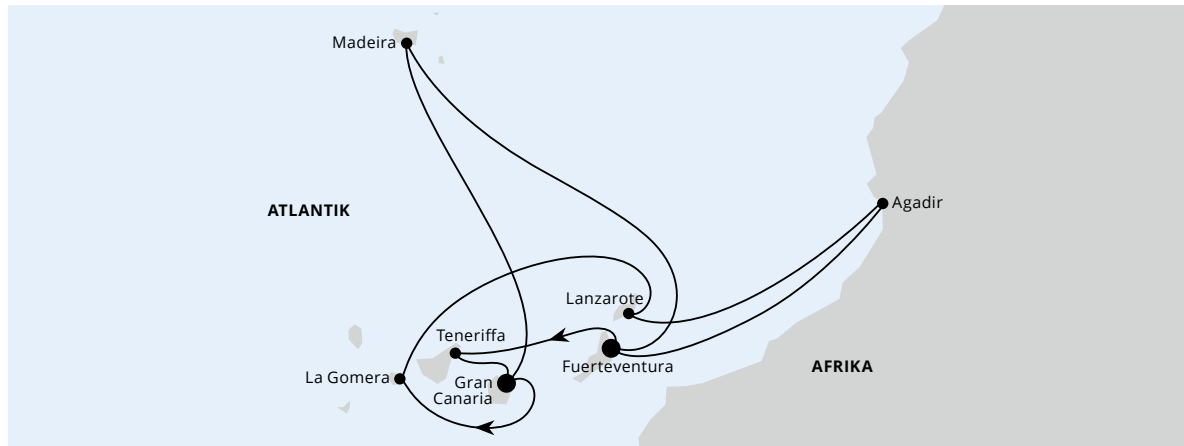 Madeira
ATLANTIK
Agadir
Lanzarote
Teneriffa
Fuerteventura
AFRIKA
La Gomera
Gran
Canaria